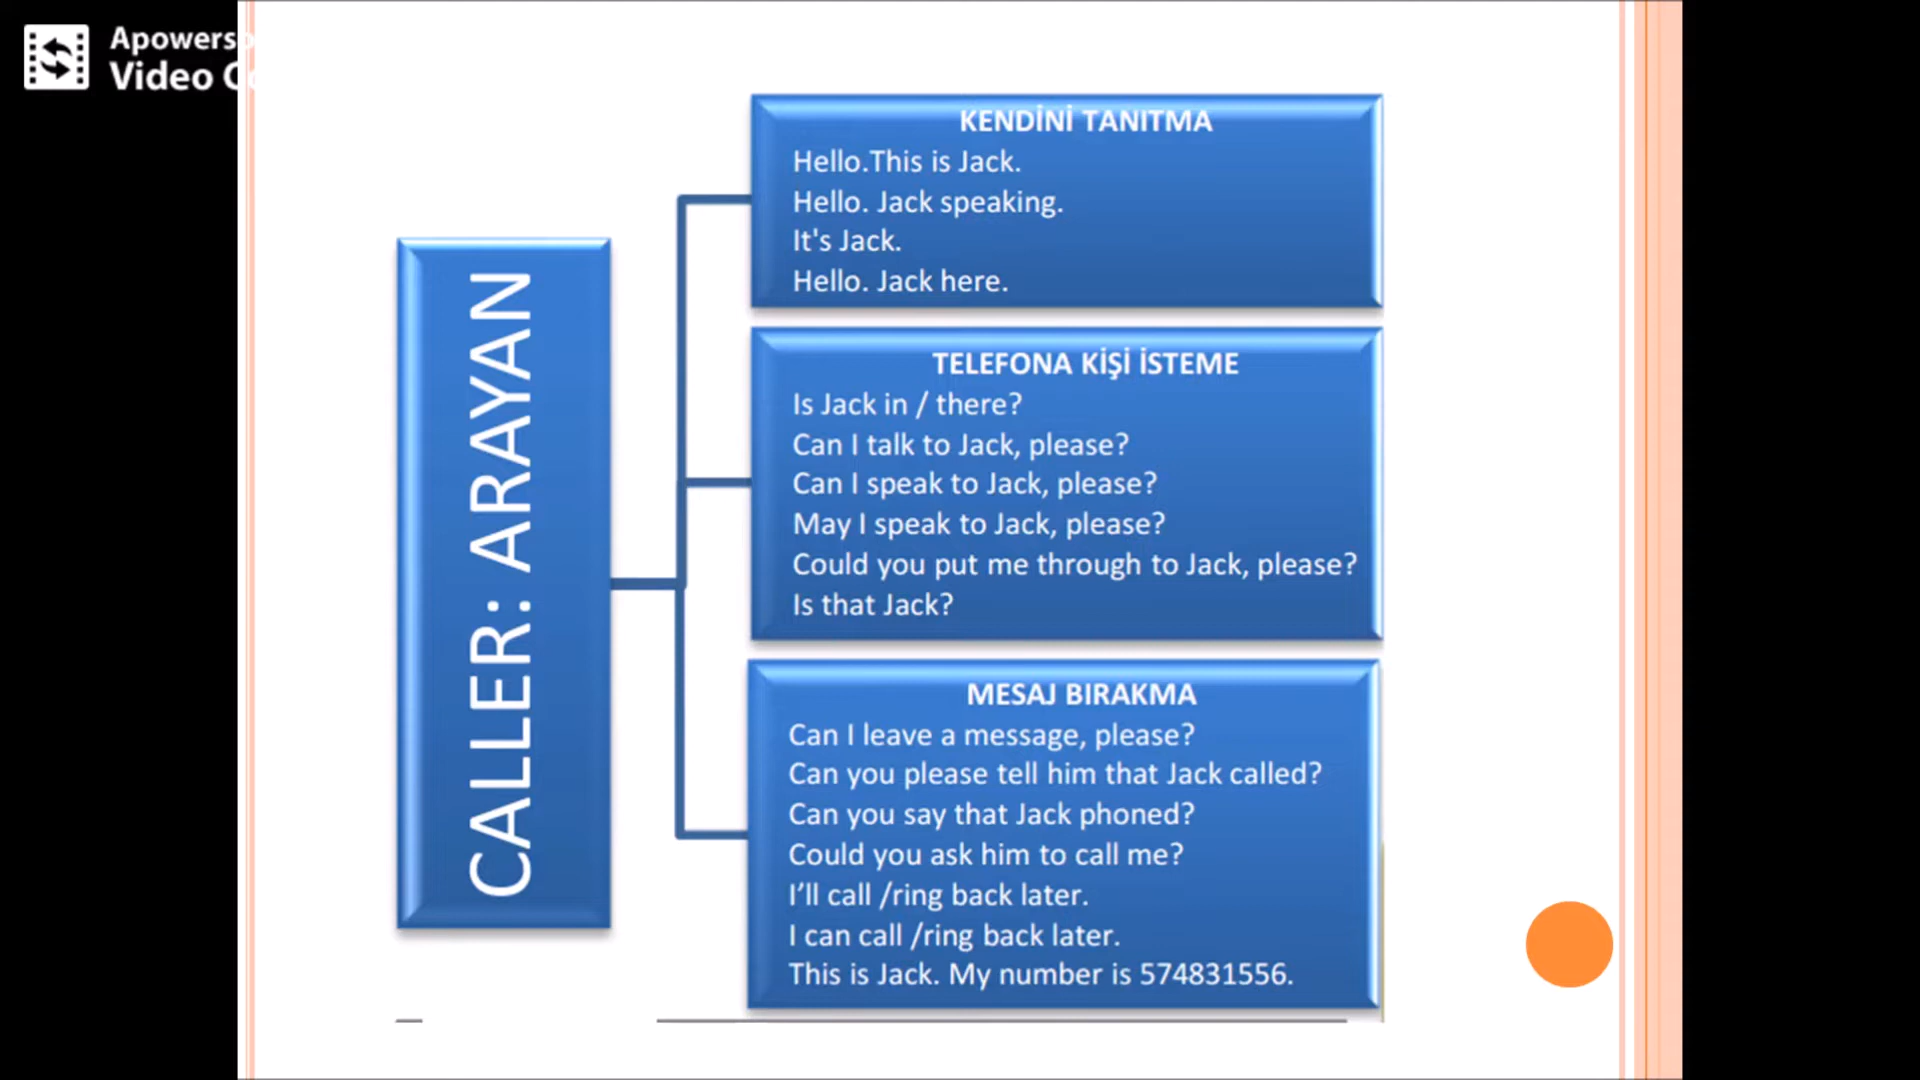 Apowerso
Video Co
CALLER: ARAYAN
KENDİNİ TANITMA
Hello.This is Jack.
Hello. Jack speaking.
It's Jack.
Hello. Jack here.
TELEFONA KİŞİ İSTEME
Is Jack in / there?
Can I talk to Jack, please?
Can I speak to Jack, please?
May I speak to Jack, please?
Could you put me through to Jack, please?
Is that Jack?
MESAJ BIRAKMA
Can I leave a message, please?
Can you please tell him that Jack called?
Can you say that Jack phoned?
Could you ask him to call me?
I’ll call /ring back later.
I can call /ring back later.
This is Jack. My number is 574831556.